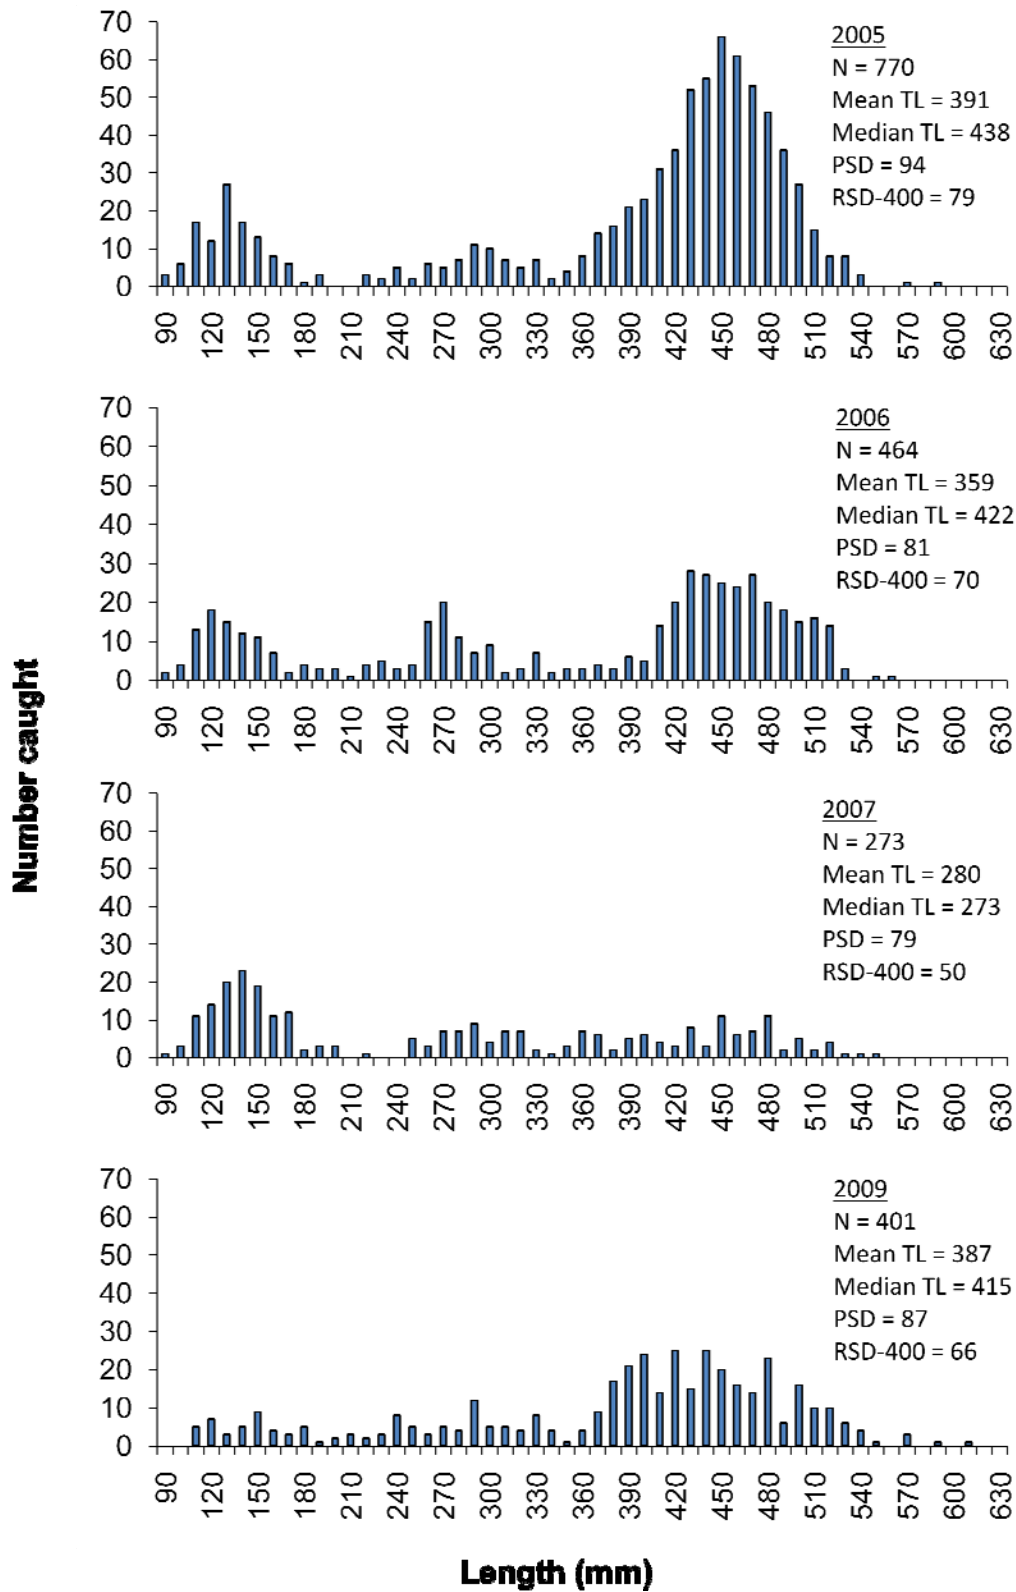 Number caught
70
60
50
40
30
20
10
0
2005
N = 770
Mean TL = 391
Median TL = 438
PSD = 94
RSD-400 = 79
90 120 150 180 210 240 270 300 330 360 390 420 450 480 510 540 570 600 630
70
60
50
40
30
20
10
0
2006
N = 464
Mean TL = 359
Median TL = 422
PSD = 81
RSD-400 = 70
90 120 150 180 210 240 270 300 330 360 390 420 450 480 510 540 570 600 630
70
60
50
40
30
20
10
0
2007
N = 273
Mean TL = 280
Median TL = 273
PSD = 79
RSD-400 = 50
90 120 150 180 210 240 270 300 330 360 390 420 450 480 510 540 570 600 630
70
60
50
40
30
20
10
0
2009
N = 401
Mean TL = 387
Median TL = 415
PSD = 87
RSD-400 = 66
90 120 150 180 210 240 270 300 330 360 390 420 450 480 510 540 570 600 630
Length (mm)